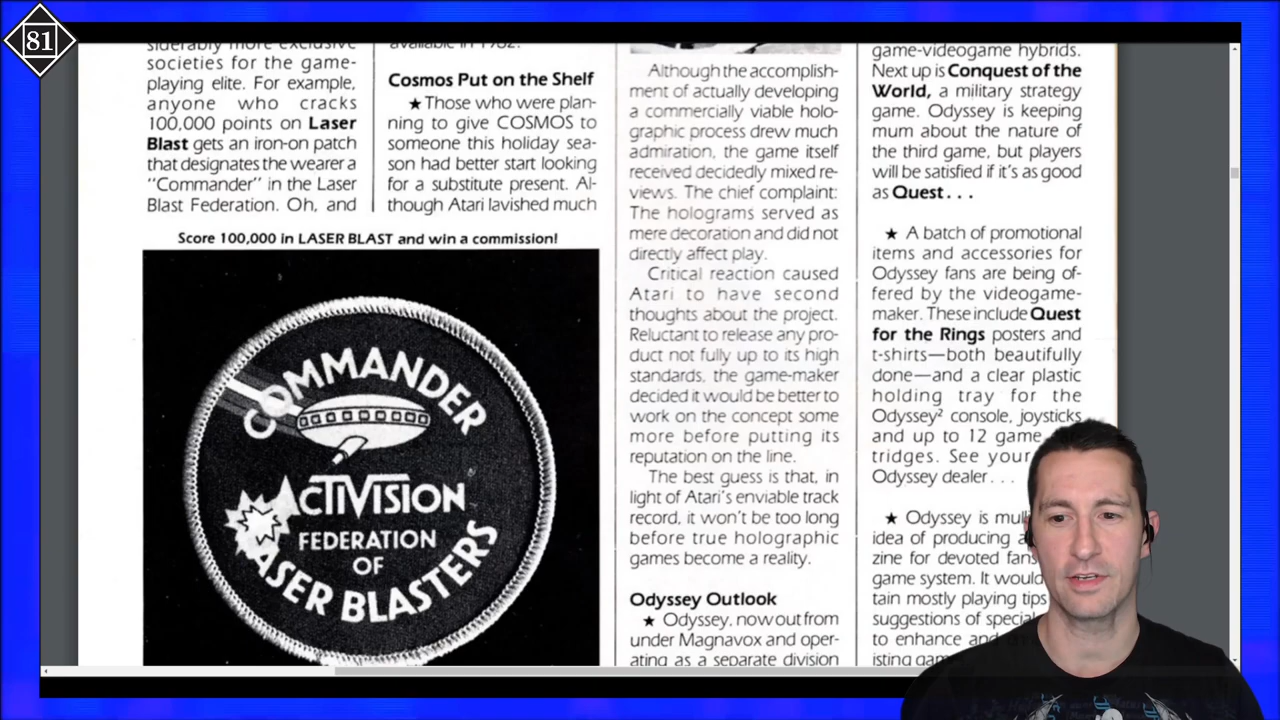 81
siderably more exclusive
societies for the game-
playing elite. For example,
anyone who cracks
100,000 points on Laser
Blast gets an iron-on patch
that designates the wearer a
"Commander" in the Laser
Blast Federation. Oh, and
available in 1982.
Cosmos Put on the Shelf
★ Those who were plan-
ning to give COSMOS to
someone this holiday sea-
son had better start looking
for a substitute present. Al-
though Atari lavished much
Score 100,000 in LASER BLAST and win a commission!
COMMANDER
ACTIVISION
FEDERATION
OF
LASER BLASTERS
Although the accomplish-
ment of actually developing
a commercially viable holo-
graphic process drew much
admiration, the game itself
received decidedly mixed re-
views. The chief complaint:
The holograms served as
mere decoration and did not
directly affect play.
Critical reaction caused
Atari to have second
thoughts about the project.
Reluctant to release any pro-
duct not fully up to its high
standards, the game-maker
decided it would be better to
work on the concept some
more before putting its
reputation on the line.
The best guess is that, in
light of Atari's enviable track
record, it won't be too long
before true holographic
games become a reality.
Odyssey Outlook
★ Odyssey, now out from
under Magnavox and oper-
ating as a separate division
game-videogame hybrids.
Next up is Conquest of the
World, a military strategy
game. Odyssey is keeping
mum about the nature of
the third game, but players
will be satisfied if it's as good
as Quest . . .
★ A batch of promotional
items and accessories for
Odyssey fans are being of-
fered by the videogame-
maker. These include Quest
for the Rings posters and
t-shirts—both beautifully
done—and a clear plastic
holding tray for the
Odyssey² console, joysticks
and up to 12 game
tridges. See your
Odyssey dealer . . .
★ Odyssey is mul
idea of producing a
zine for devoted fans
game system. It would
tain mostly playing tips
suggestions of special
to enhance and
isting gam